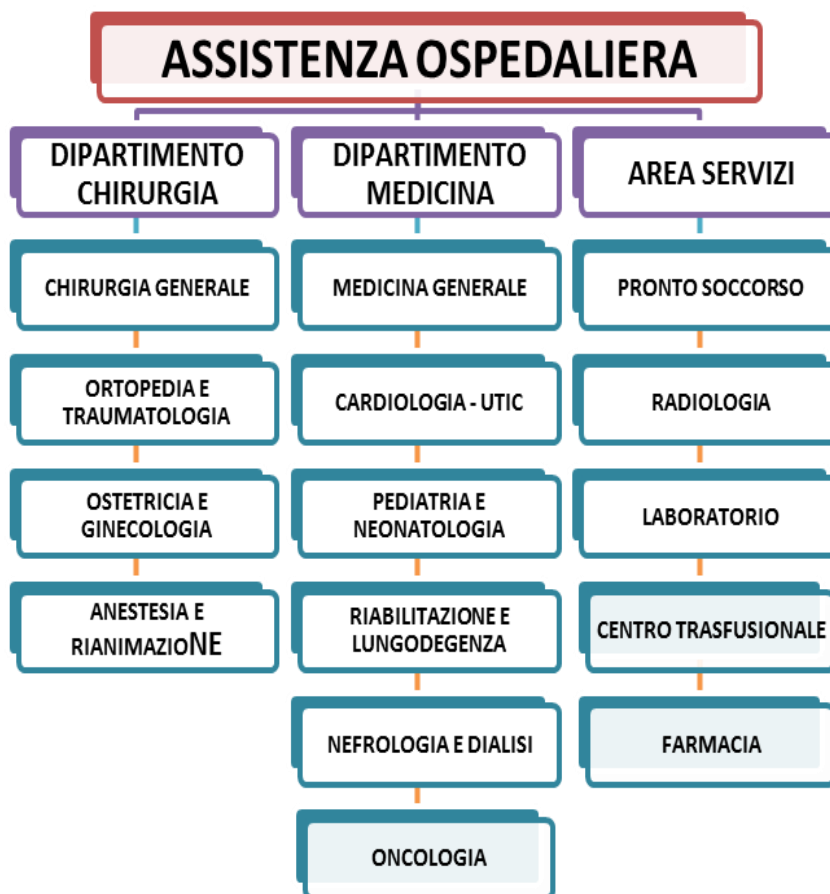 ASSISTENZA OSPEDALIERA
DIPARTIMENTO
CHIRURGIA
CHIRURGIA GENERALE
ORTOPEDIA E
TRAUMATOLOGIA
OSTETRICIA E
GINECOLOGIA
ANESTESIA E
RIANIMAZIONE
DIPARTIMENTO
MEDICINA
MEDICINA GENERALE
CARDIOLOGIA - UTIC
PEDIATRIA E
NEONATOLOGIA
RIABILITAZIONE E
LUNGODEGENZA
NEFROLOGIA E DIALISI
ONCOLOGIA
AREA SERVIZI
PRONTO SOCCORSO
RADIOLOGIA
LABORATORIO
CENTRO TRASFUSIONALE
FARMACIA